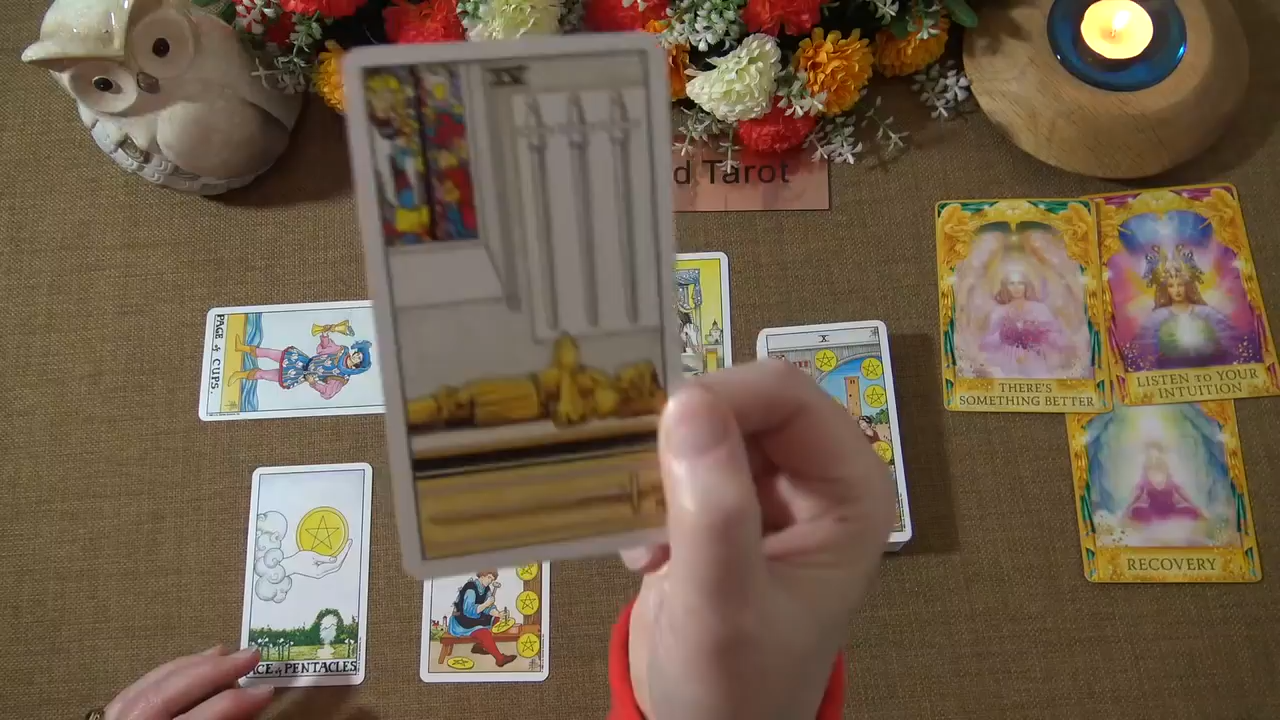 d Tarot
PAGE of CUPS.
X
THERE'S
SOMETHING BETTER
LISTEN TO YOUR
INTUITION
RECOVERY
ACE of PENTACLES